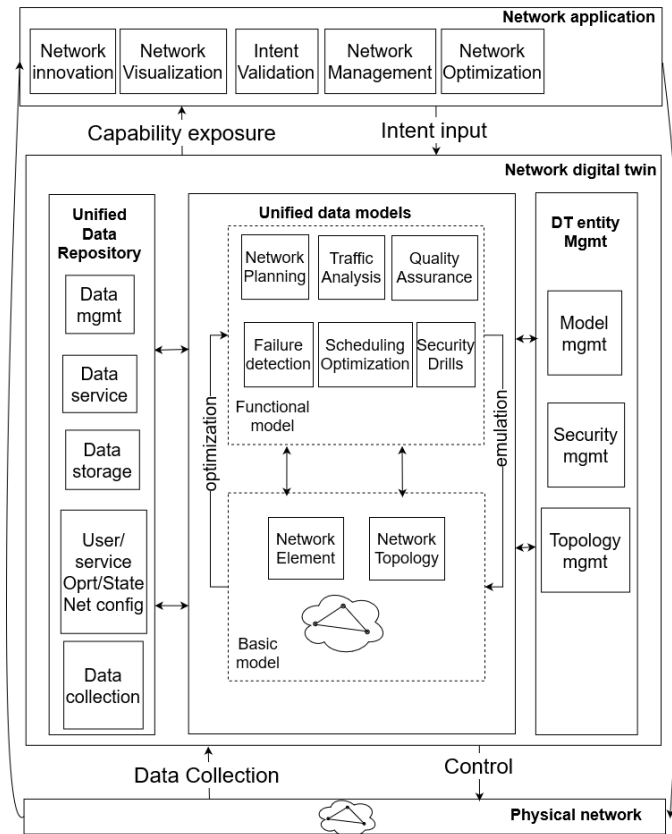 Network application
Network
innovation
Network
Visualization
Intent
Validation
Network
Management
Network
Optimization
Capability exposure
Intent input
Network digital twin
Unified
Data
Repository
Data
mgmt
Data
service
Data
storage
User/
service
Oprt/State
Net config
Data
collection
Unified data models
Network
Planning
Traffic
Analysis
Quality
Assurance
Failure
detection
Scheduling
Optimization
Security
Drills
Functional
model
optimization
emulation
Network
Element
Network
Topology
Basic
model
DT entity
Mgmt
Model
mgmt
Security
mgmt
Topology
mgmt
Data Collection
Control
Physical network